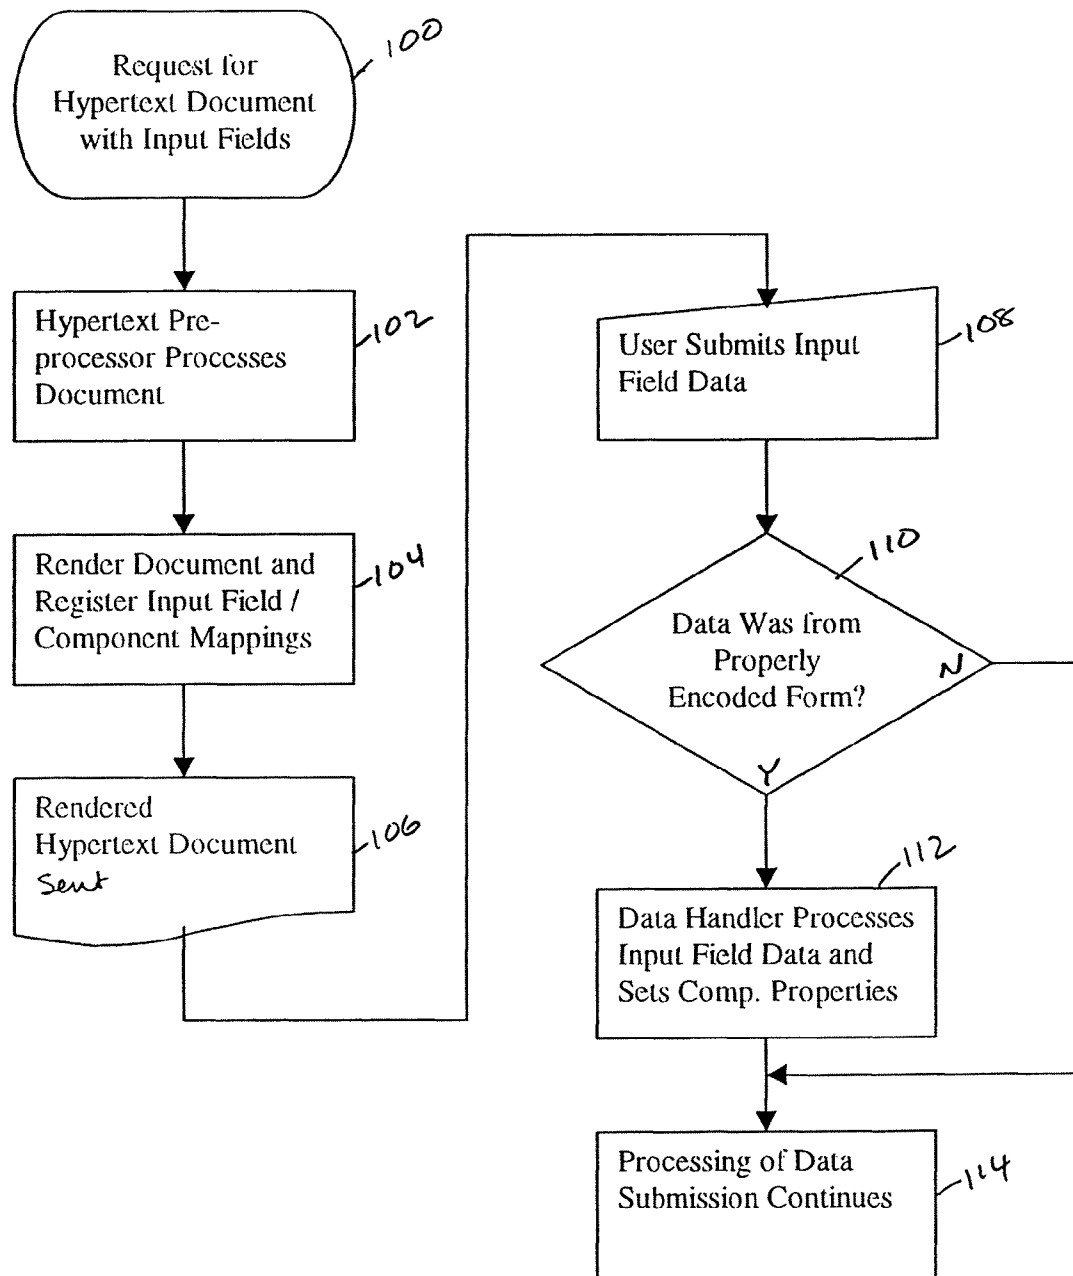 Request for
Hypertext Document
with Input Fields
100
Hypertext Pre-
processor Processes
Document
102
Render Document and
Register Input Field /
Component Mappings
104
Rendered
Hypertext Document
Sent
106
User Submits Input
Field Data
108
Data Was from
Properly
Encoded Form?
110
N
Y
Data Handler Processes
Input Field Data and
Sets Comp. Properties
112
Processing of Data
Submission Continues
114